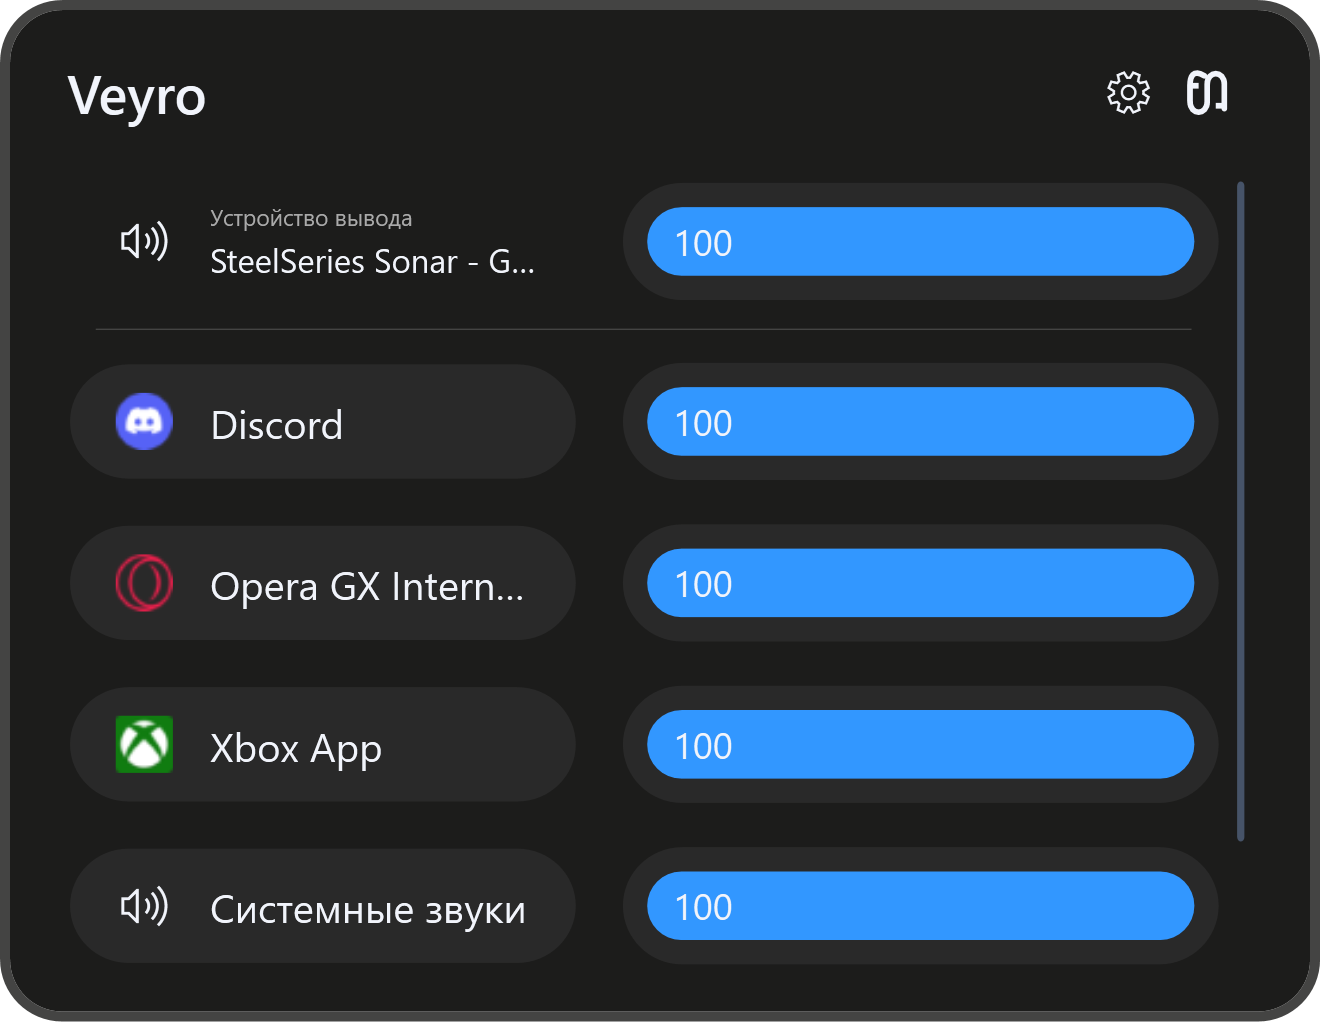 Veyro
Устройство вывода
SteelSeries Sonar - G...
100
Discord
100
Opera GX Intern...
100
Xbox App
100
Системные звуки
100